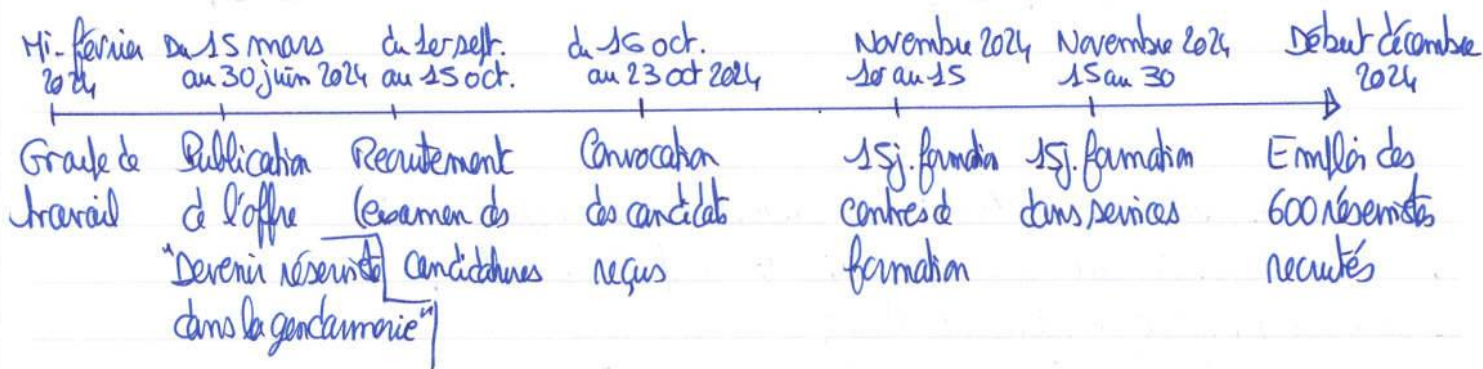 Mi-février
2024
Du 15 mars
au 30 juin 2024
du 1er sept.
au 15 oct.
du 16 oct.
au 23 oct 2024
Novembre 2024
1er au 15
Novembre 2024
15 au 30
Début décembre
2024
Groupe de
travail
Publication
de l'offre
"Devenir réserviste
dans la gendarmerie"
Recrutement
(examen des
candidatures
Convocation
des candidats
reçus
15j. formation
centres de
formation
15j. formation
dans services
Emploi des
600 réservistes
recrutés